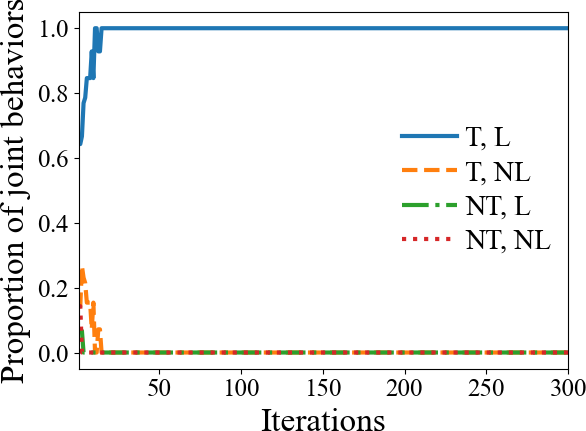 Proportion of joint behaviors
1.0
0.8
0.6
0.4
0.2
0.0
T, L
T, NL
NT, L
NT, NL
50 100 150 200 250 300
Iterations